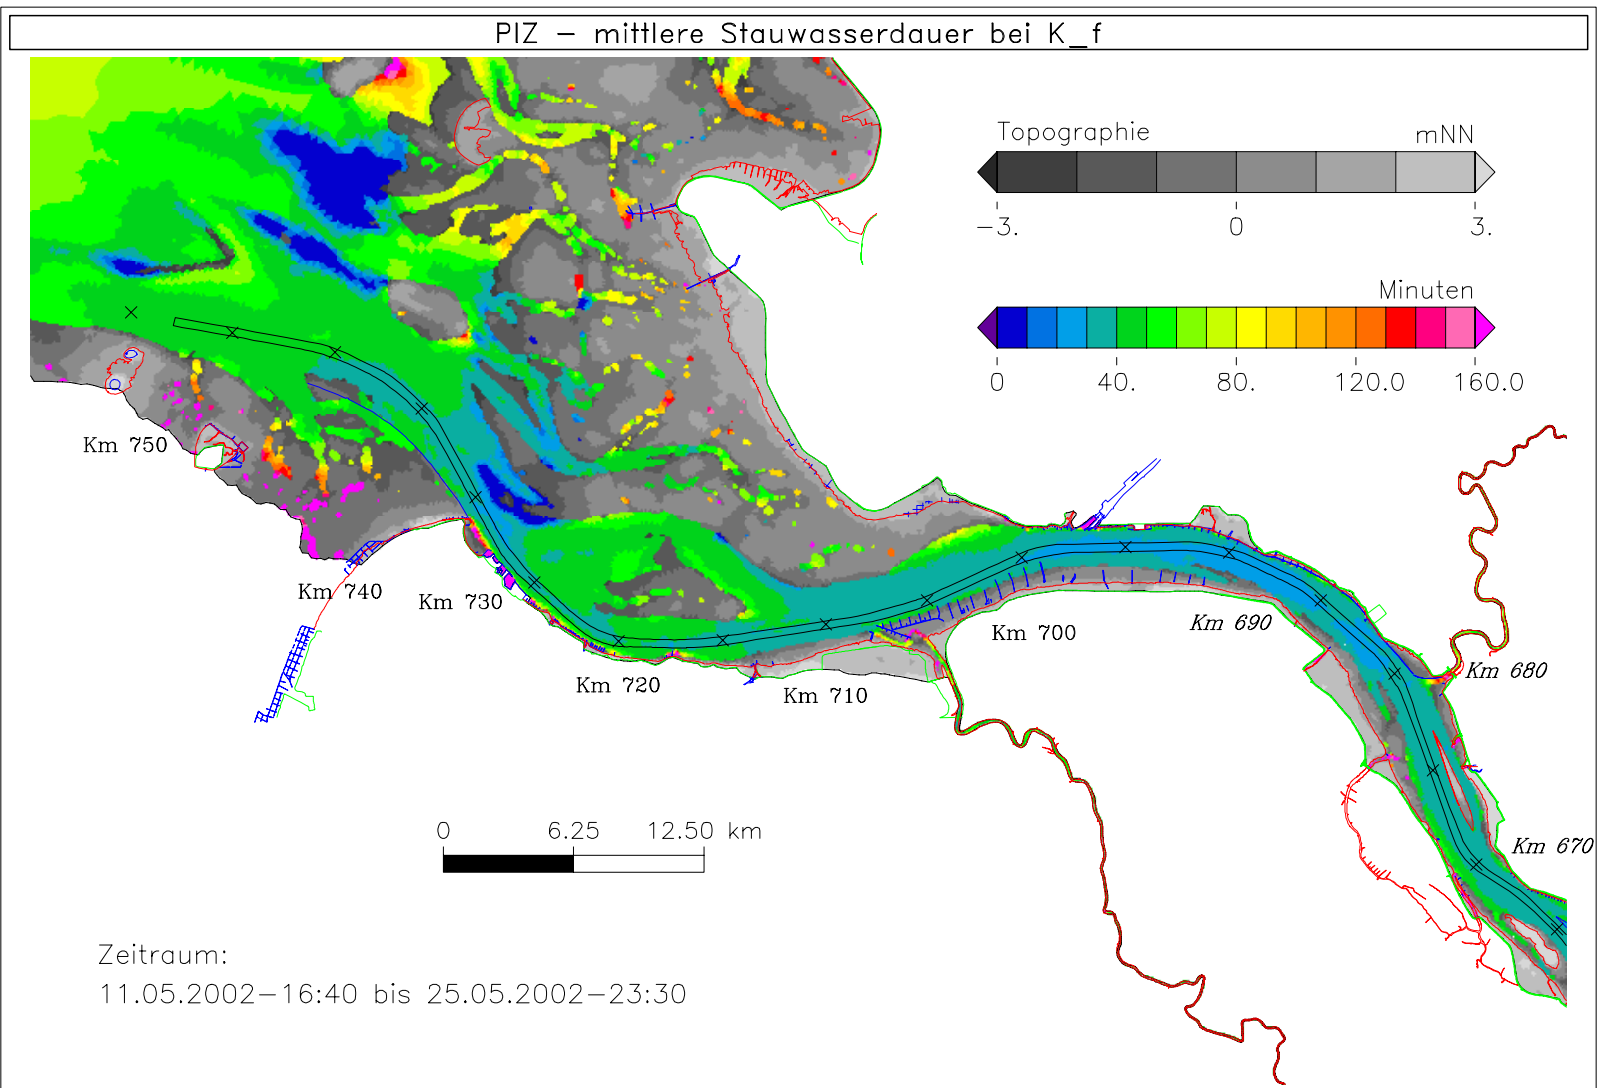 PIZ – mittlere Stauwasserdauer bei K_f
Topographie mNN
-3. 0 3.
Minuten
0 40. 80. 120.0 160.0
Km 750
Km 740
Km 730
Km 720
Km 710
Km 700
Km 690
Km 680
Km 670
0 6.25 12.50 km
Zeitraum:
11.05.2002-16:40 bis 25.05.2002-23:30